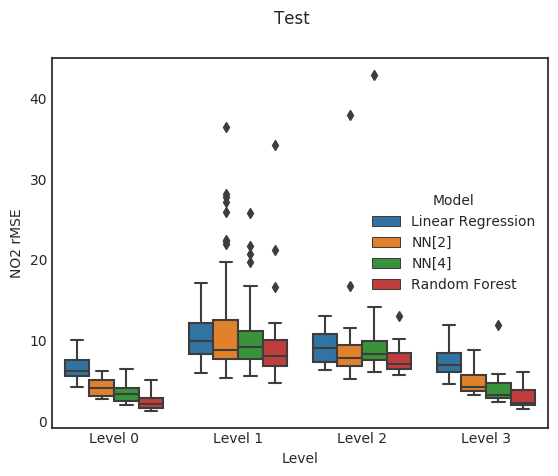 Test
40
30
20
10
0
NO2 rMSE
Model
Linear Regression
NN[2]
NN[4]
Random Forest
Level 0
Level 1
Level 2
Level 3
Level